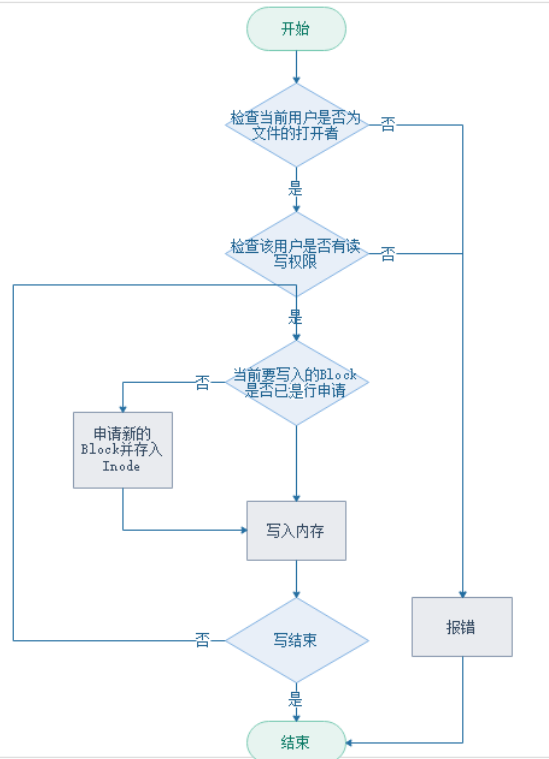 开始
检查当前用户是否为
文件的打开者
否
是
检查该用户是否有读
写权限
否
是
当前要写入的Block
是否已是行申请
否
申请新的
Block并存入
Inode
写入内存
写结束
否
报错
是
结束